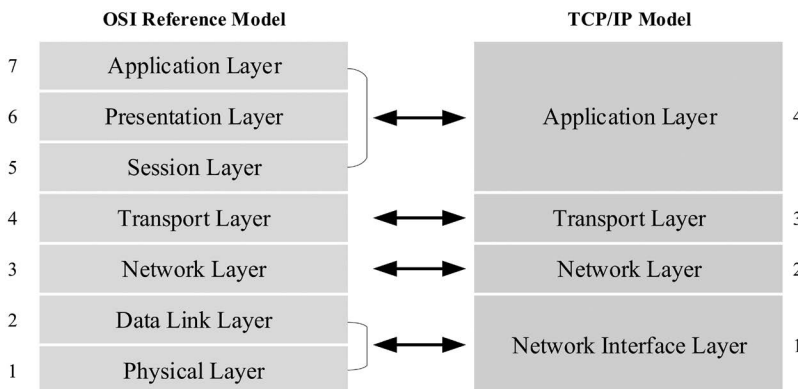 OSI Reference Model
TCP/IP Model
7 Application Layer
6 Presentation Layer
5 Session Layer
4 Transport Layer
3 Network Layer
2 Data Link Layer
1 Physical Layer
Application Layer 4
Transport Layer 3
Network Layer 2
Network Interface Layer 1